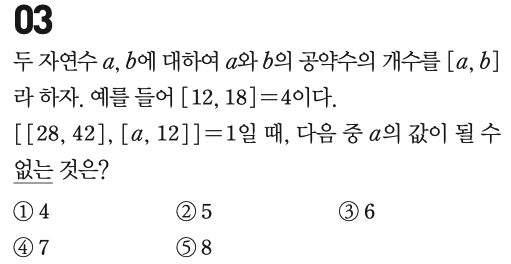 03
두 자연수 a, b에 대하여 a와 b의 공약수의 개수를 [a, b]
라 하자. 예를 들어 [12, 18]=4이다.
[[28, 42], [a, 12]]=1일 때, 다음 중 a의 값이 될 수
없는 것은?
① 4 ② 5 ③ 6
④ 7 ⑤ 8